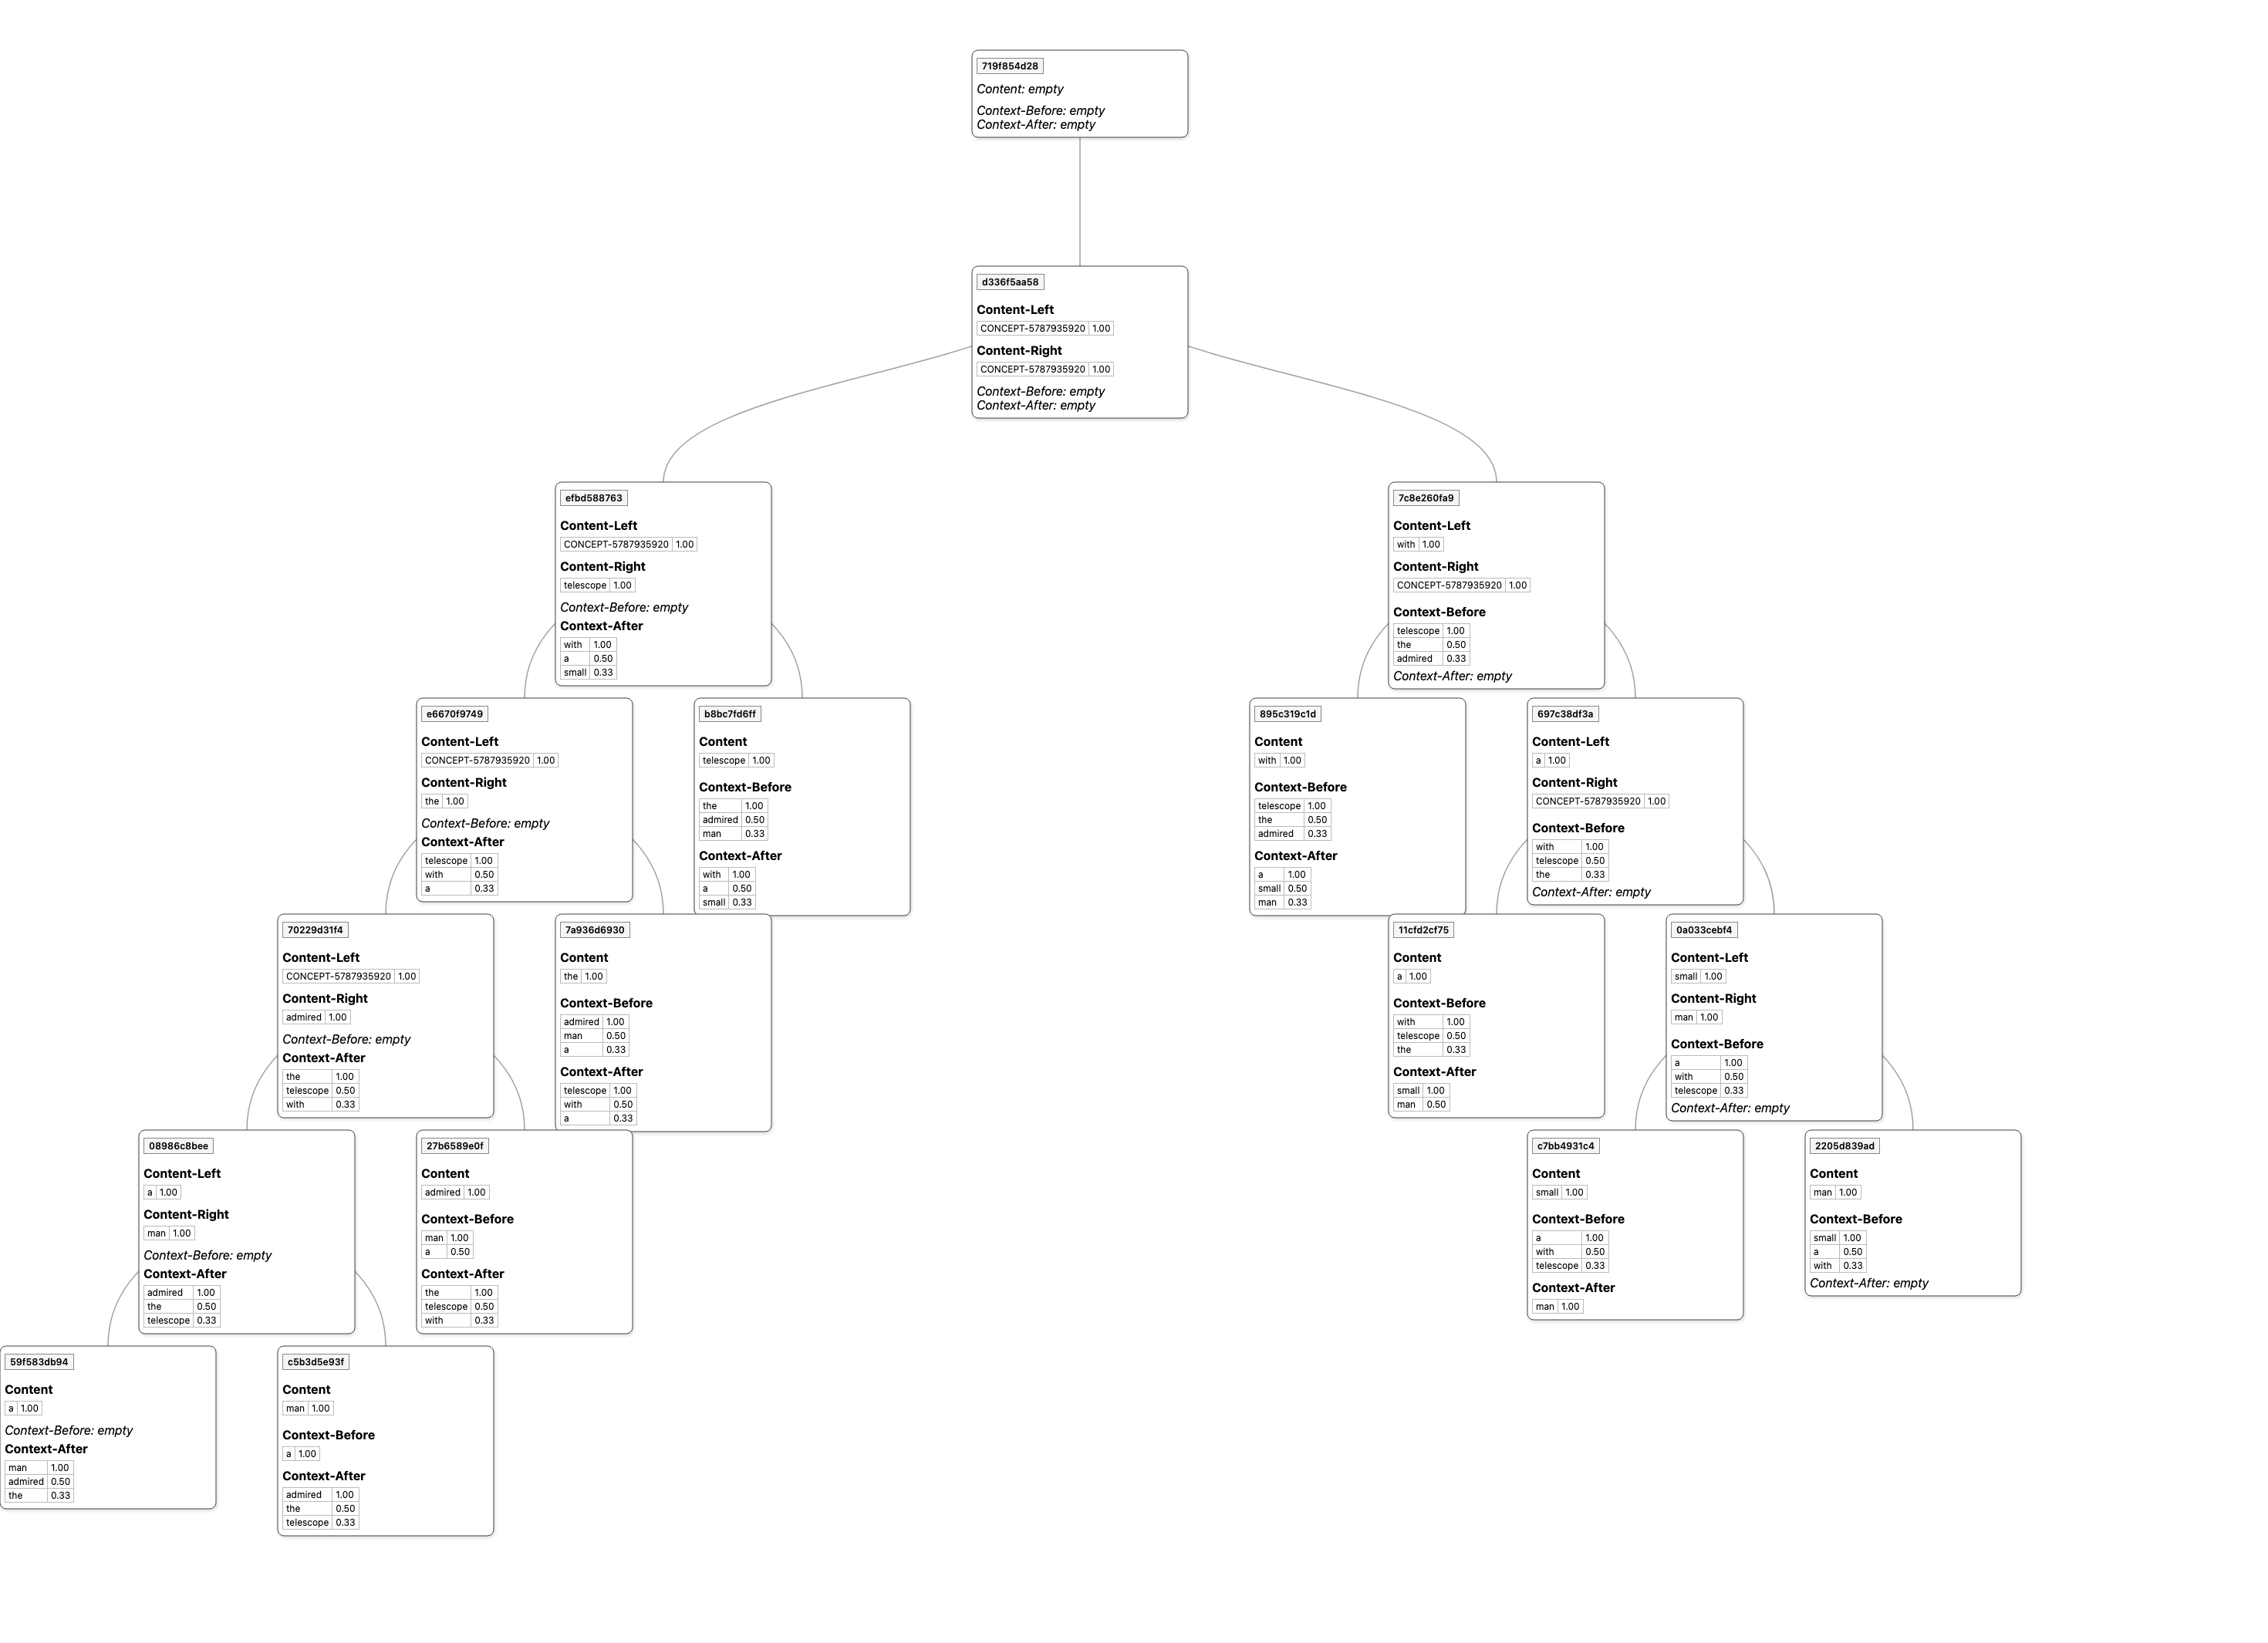 719f854d28
Content: empty
Context-Before: empty
Context-After: empty
d336f5aa58
Content-Left
CONCEPT-5787935920 1.00
Content-Right
CONCEPT-5787935920 1.00
Context-Before: empty
Context-After: empty
efbd588763
Content-Left
CONCEPT-5787935920 1.00
Content-Right
telescope 1.00
Context-Before: empty
Context-After
with 1.00
a 0.50
small 0.33
7c8e260fa9
Content-Left
with 1.00
Content-Right
CONCEPT-5787935920 1.00
Context-Before
telescope 1.00
the 0.50
admired 0.33
Context-After: empty
e6670f9749
Content-Left
CONCEPT-5787935920 1.00
Content-Right
the 1.00
Context-Before: empty
Context-After
telescope 1.00
with 0.50
a 0.33
b8bc7fd6ff
Content
telescope 1.00
Context-Before
the 1.00
admired 0.50
man 0.33
Context-After
with 1.00
a 0.50
small 0.33
895c319c1d
Content
with 1.00
Context-Before
telescope 1.00
the 0.50
admired 0.33
Context-After
a 1.00
small 0.50
man 0.33
697c38df3a
Content-Left
a 1.00
Content-Right
CONCEPT-5787935920 1.00
Context-Before
with 1.00
telescope 0.50
the 0.33
Context-After: empty
70229d31f4
Content-Left
CONCEPT-5787935920 1.00
Content-Right
admired 1.00
Context-Before: empty
Context-After
the 1.00
telescope 0.50
with 0.33
7a936d6930
Content
the 1.00
Context-Before
admired 1.00
man 0.50
a 0.33
Context-After
telescope 1.00
with 0.50
a 0.33
11cfd2cf75
Content
a 1.00
Context-Before
with 1.00
telescope 0.50
the 0.33
Context-After
small 1.00
man 0.50
0a033cebf4
Content-Left
small 1.00
Content-Right
man 1.00
Context-Before
a 1.00
with 0.50
telescope 0.33
Context-After: empty
08986c8bee
Content-Left
a 1.00
Content-Right
man 1.00
Context-Before: empty
Context-After
admired 1.00
the 0.50
telescope 0.33
27b6589e0f
Content
admired 1.00
Context-Before
man 1.00
a 0.50
Context-After
the 1.00
telescope 0.50
with 0.33
c7bb4931c4
Content
small 1.00
Context-Before
a 1.00
with 0.50
telescope 0.33
Context-After
man 1.00
2205d839ad
Content
man 1.00
Context-Before
small 1.00
a 0.50
with 0.33
Context-After: empty
59f583db94
Content
a 1.00
Context-Before: empty
Context-After
man 1.00
admired 0.50
the 0.33
c5b3d5e93f
Content
man 1.00
Context-Before
a 1.00
Context-After
admired 1.00
the 0.50
telescope 0.33